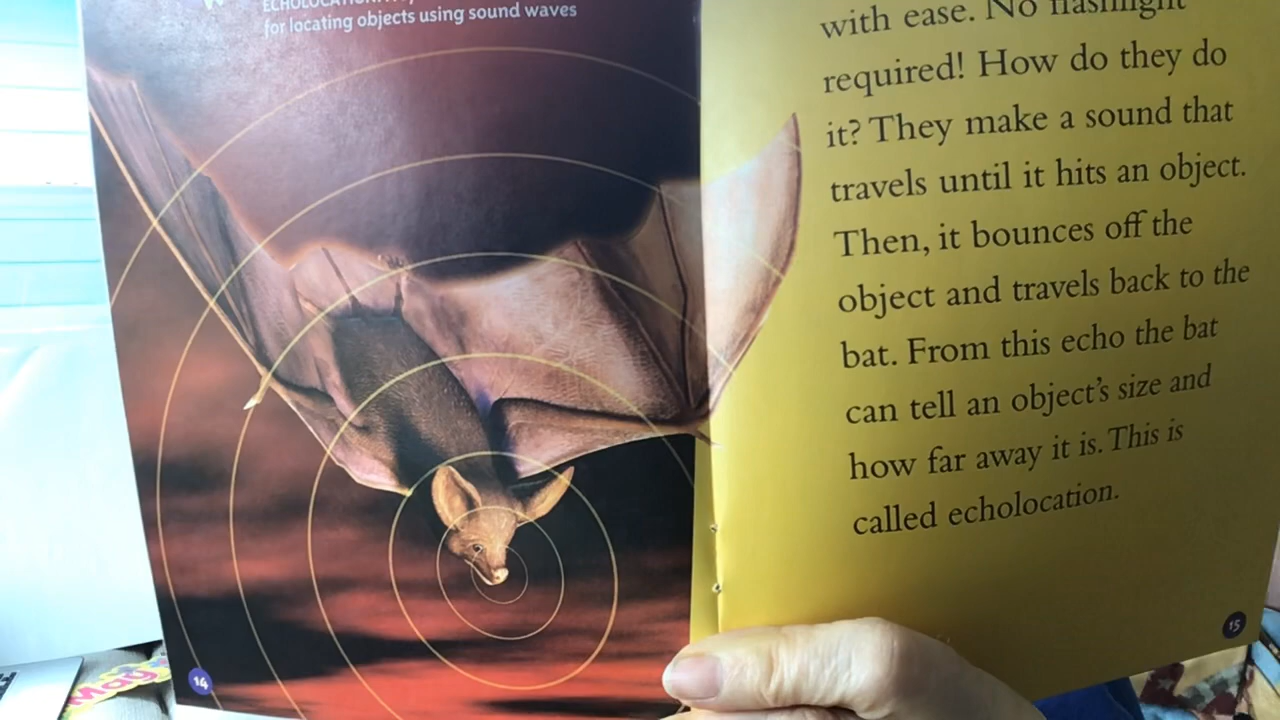 ECHOLOCATION
for locating objects using sound waves
14
May
with ease. No flashlight
required! How do they do
it? They make a sound that
travels until it hits an object.
Then, it bounces off the
object and travels back to the
bat. From this echo the bat
can tell an object's size and
how far away it is. This is
called echolocation.
15